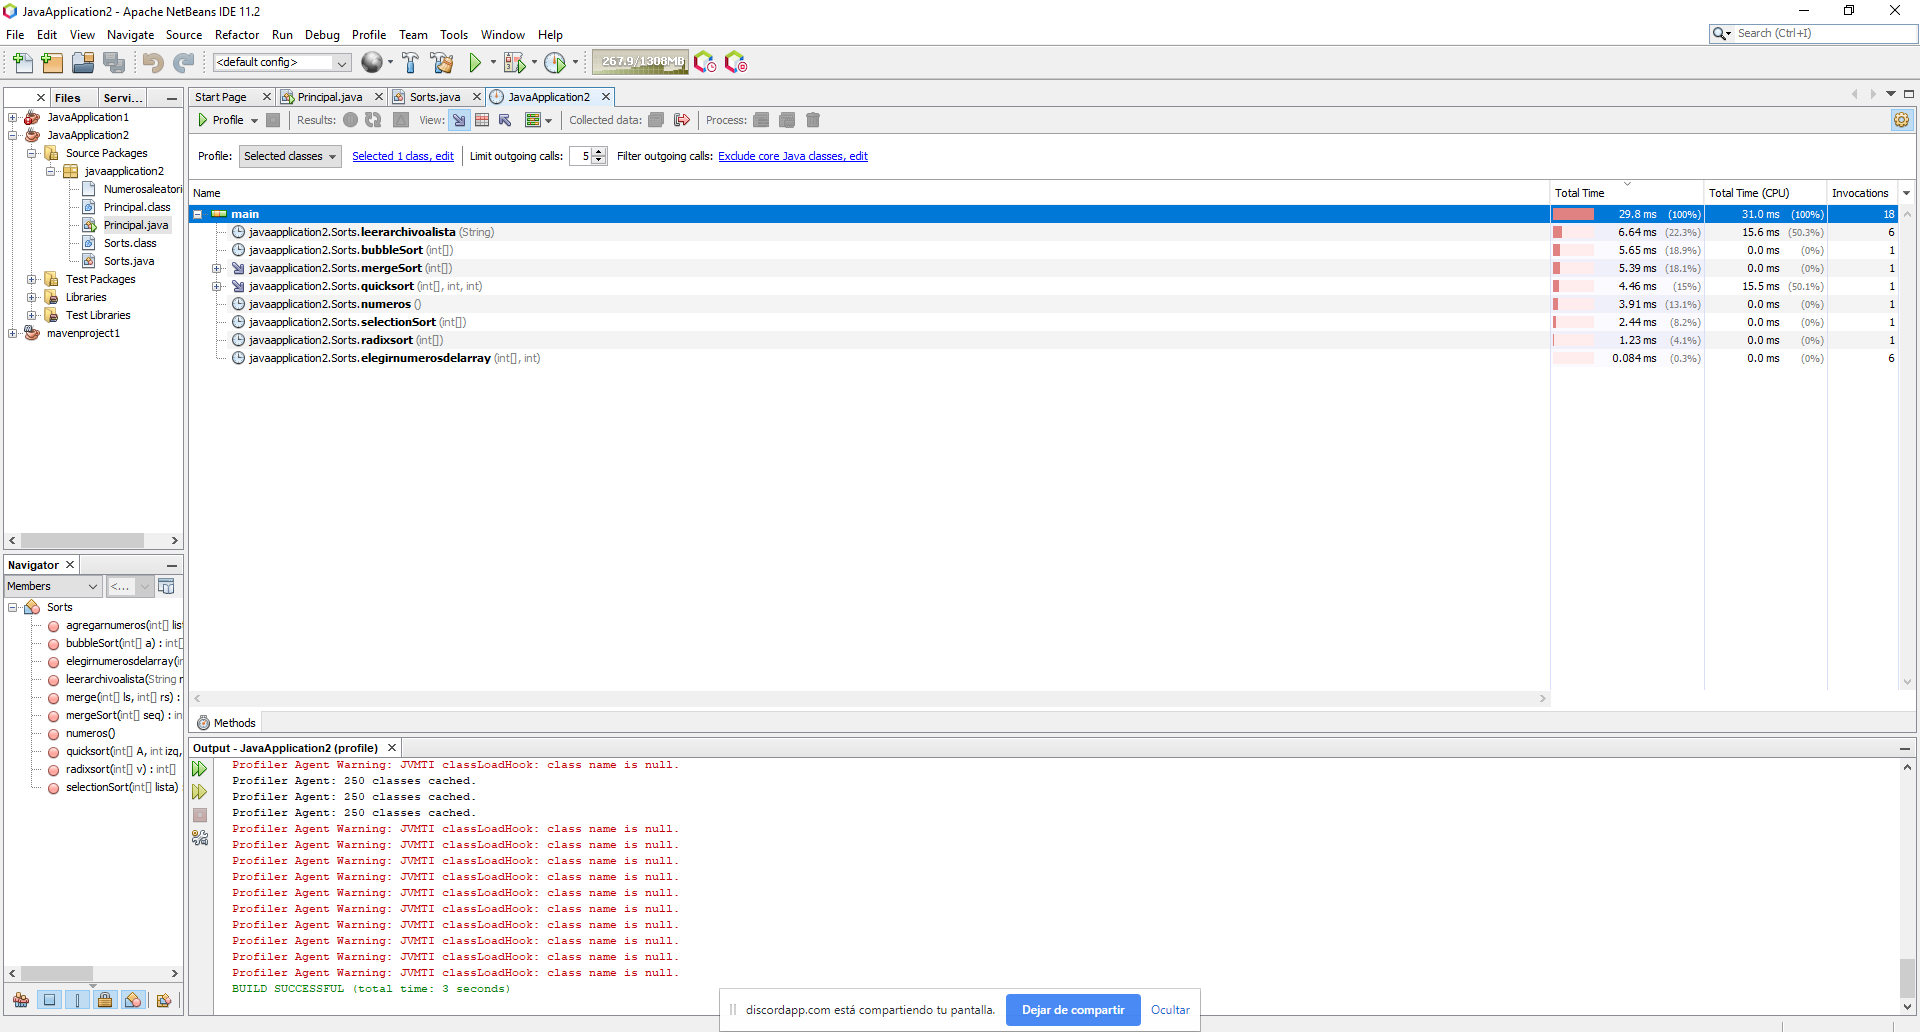 JavaApplication2 - Apache NetBeans IDE 11.2
File Edit View Navigate Source Refactor Run Debug Profile Team Tools Window Help
Search (Ctrl+I)
<default config>
267.9/1308MB
Files Servi...
JavaApplication1
JavaApplication2
Source Packages
javaapplication2
Numerosaleatori
Principal.class
Principal.java
Sorts.class
Sorts.java
Test Packages
Libraries
Test Libraries
mavenproject1
Start Page Principal.java Sorts.java JavaApplication2
Profile Results: View: Collected data: Process:
Profile: Selected classes Selected 1 class, edit Limit outgoing calls: 5 Filter outgoing calls: Exclude core Java classes, edit
Name Total Time Total Time (CPU) Invocations
main 29.8 ms (100%) 31.0 ms (100%) 18
javaapplication2.Sorts.leerarchivoalista (String) 6.64 ms (22.3%) 15.6 ms (50.3%) 6
javaapplication2.Sorts.bubbleSort (int[]) 5.65 ms (18.9%) 0.0 ms (0%) 1
javaapplication2.Sorts.mergeSort (int[]) 5.39 ms (18.1%) 0.0 ms (0%) 1
javaapplication2.Sorts.quicksort (int[], int, int) 4.46 ms (15%) 15.5 ms (50.1%) 1
javaapplication2.Sorts.numeros () 3.91 ms (13.1%) 0.0 ms (0%) 1
javaapplication2.Sorts.selectionSort (int[]) 2.44 ms (8.2%) 0.0 ms (0%) 1
javaapplication2.Sorts.radixsort (int[]) 1.23 ms (4.1%) 0.0 ms (0%) 1
javaapplication2.Sorts.elegirnumerosdelarray (int[], int) 0.084 ms (0.3%) 0.0 ms (0%) 6
Methods
Navigator
Members <...
Sorts
agregarnumeros(int[] lis
bubbleSort(int[] a) : int[]
elegirnumerosdelarray(in
leerarchivoalista(String r
merge(int[] ls, int[] rs) :
mergeSort(int[] seq) : in
numeros()
quicksort(int[] A, int izq,
radixsort(int[] v) : int[]
selectionSort(int[] lista)
Output - JavaApplication2 (profile)
Profiler Agent Warning: JVMTI classLoadHook: class name is null.
Profiler Agent: 250 classes cached.
Profiler Agent: 250 classes cached.
Profiler Agent: 250 classes cached.
Profiler Agent Warning: JVMTI classLoadHook: class name is null.
Profiler Agent Warning: JVMTI classLoadHook: class name is null.
Profiler Agent Warning: JVMTI classLoadHook: class name is null.
Profiler Agent Warning: JVMTI classLoadHook: class name is null.
Profiler Agent Warning: JVMTI classLoadHook: class name is null.
Profiler Agent Warning: JVMTI classLoadHook: class name is null.
Profiler Agent Warning: JVMTI classLoadHook: class name is null.
Profiler Agent Warning: JVMTI classLoadHook: class name is null.
Profiler Agent Warning: JVMTI classLoadHook: class name is null.
Profiler Agent Warning: JVMTI classLoadHook: class name is null.
BUILD SUCCESSFUL (total time: 3 seconds)
discordapp.com está compartiendo tu pantalla. Dejar de compartir Ocultar